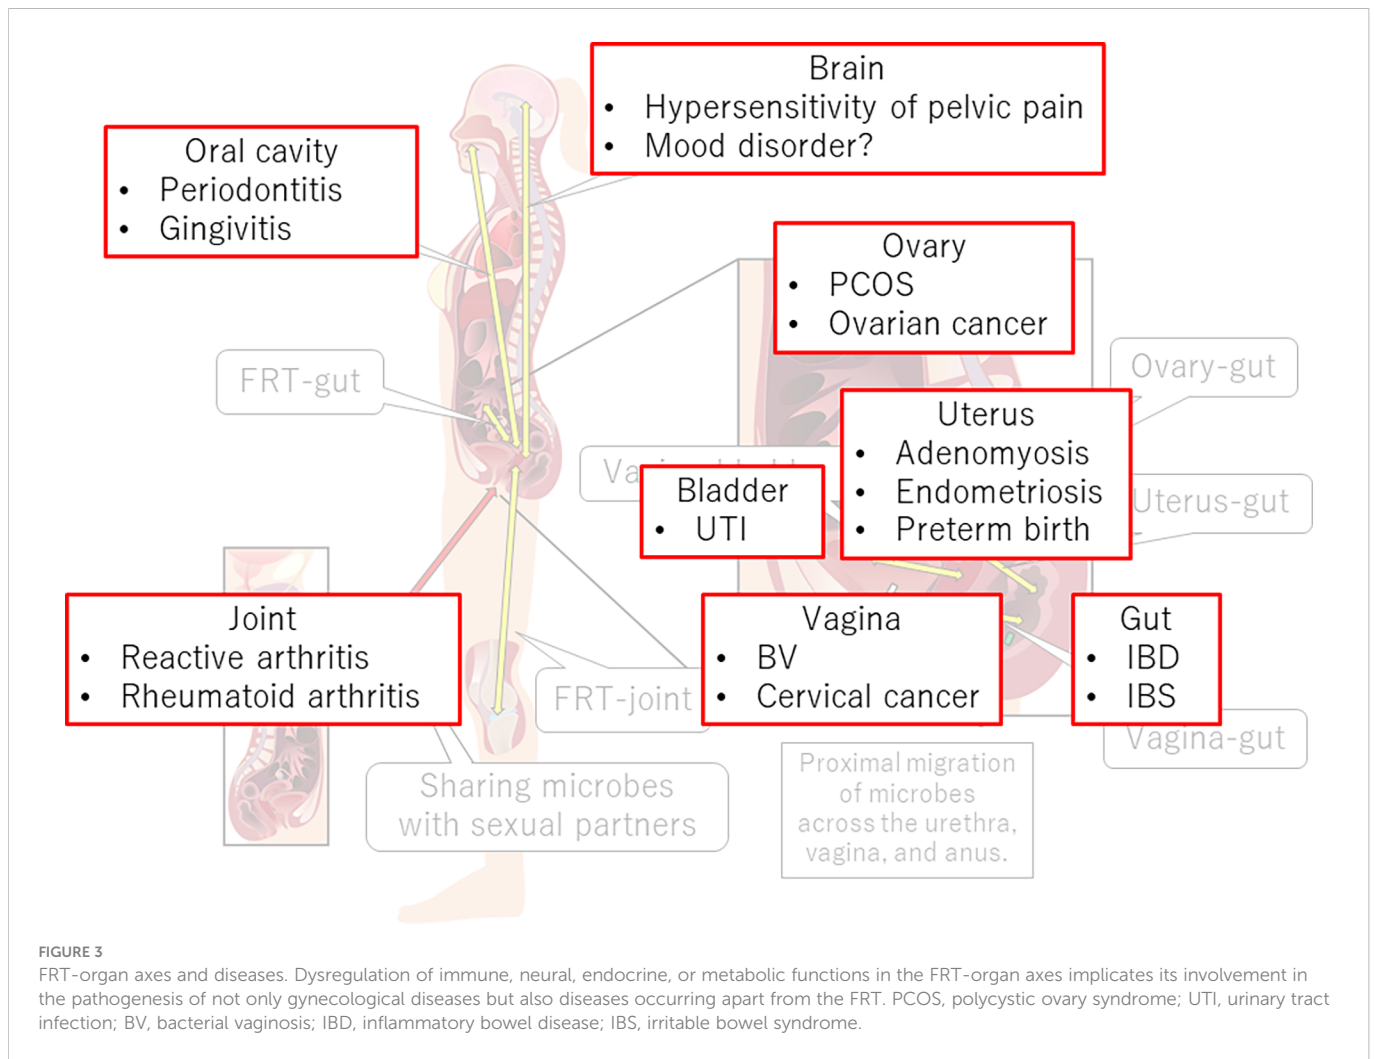 Brain
• Hypersensitivity of pelvic pain
• Mood disorder?
Oral cavity
• Periodontitis
• Gingivitis
Ovary
• PCOS
• Ovarian cancer
FRT-gut
Ovary-gut
Uterus
• Adenomyosis
• Endometriosis
• Preterm birth
Bladder
• UTI
Uterus-gut
Joint
• Reactive arthritis
• Rheumatoid arthritis
Vagina
• BV
• Cervical cancer
Gut
• IBD
• IBS
FRT-joint
Vagina-gut
Sharing microbes
with sexual partners
Proximal migration
of microbes
across the urethra,
vagina, and anus.
FIGURE 3
FRT-organ axes and diseases. Dysregulation of immune, neural, endocrine, or metabolic functions in the FRT-organ axes implicates its involvement in
the pathogenesis of not only gynecological diseases but also diseases occurring apart from the FRT. PCOS, polycystic ovary syndrome; UTI, urinary tract
infection; BV, bacterial vaginosis; IBD, inflammatory bowel disease; IBS, irritable bowel syndrome.